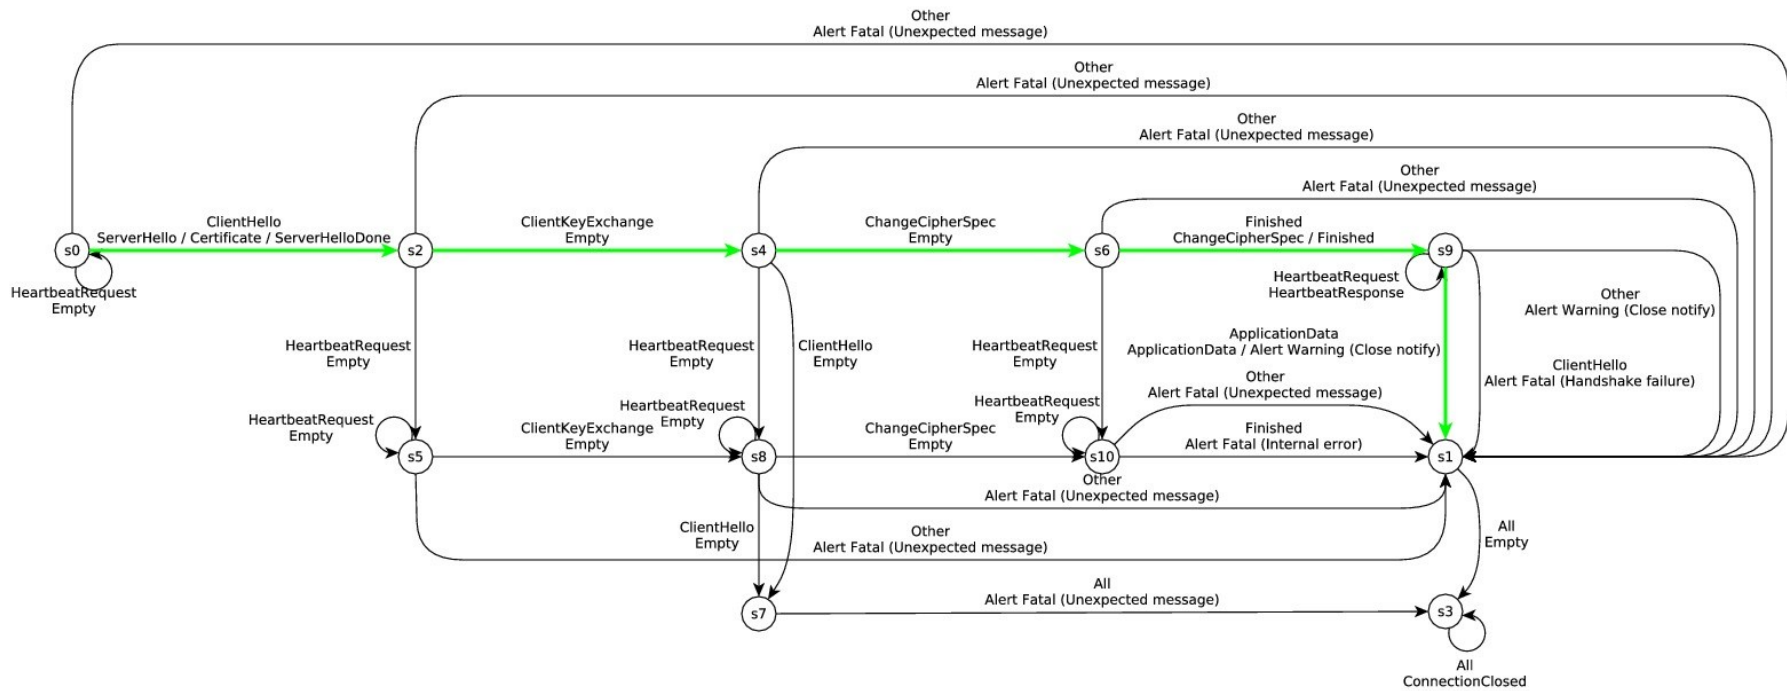 Other
Alert Fatal (Unexpected message)
Other
Alert Fatal (Unexpected message)
Other
Alert Fatal (Unexpected message)
Other
Alert Fatal (Unexpected message)
ClientHello
ServerHello / Certificate / ServerHelloDone
ClientKeyExchange
Empty
ChangeCipherSpec
Empty
Finished
ChangeCipherSpec / Finished
s0
s2
s4
s6
s9
HeartbeatRequest
Empty
HeartbeatRequest
HeartbeatResponse
Other
Alert Warning (Close notify)
HeartbeatRequest
Empty
HeartbeatRequest
Empty
ClientHello
Empty
HeartbeatRequest
Empty
ApplicationData
ApplicationData / Alert Warning (Close notify)
ClientHello
Alert Fatal (Handshake failure)
Other
Alert Fatal (Unexpected message)
HeartbeatRequest
Empty
HeartbeatRequest
Empty
HeartbeatRequest
Empty
ClientKeyExchange
Empty
ChangeCipherSpec
Empty
Finished
Alert Fatal (Internal error)
s5
s8
s10
s1
Other
Alert Fatal (Unexpected message)
ClientHello
Empty
Other
Alert Fatal (Unexpected message)
All
Empty
All
Alert Fatal (Unexpected message)
s7
s3
All
ConnectionClosed